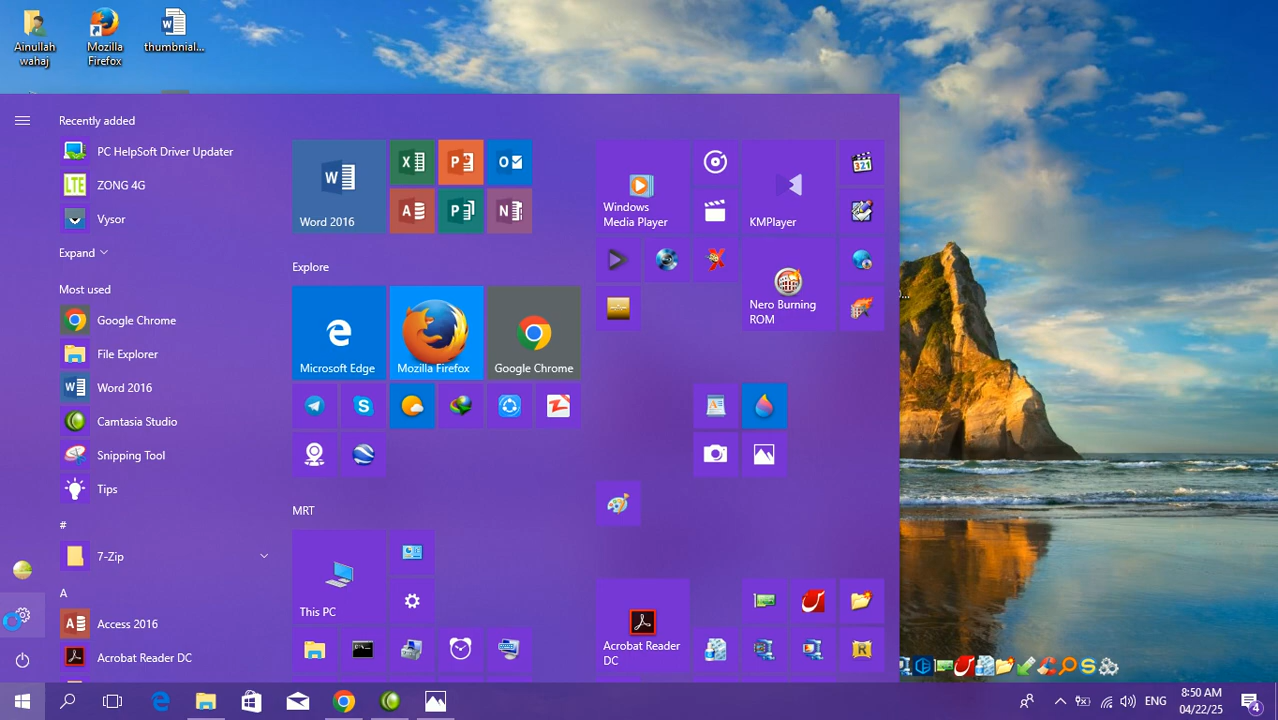 Ainullah
wahaj
Mozilla
Firefox
thumbnial...
Recently added
PC HelpSoft Driver Updater
ZONG 4G
Vysor
Expand
Most used
Google Chrome
File Explorer
Word 2016
Camtasia Studio
Snipping Tool
Tips
#
7-Zip
A
Access 2016
Acrobat Reader DC
Word 2016
Explore
Microsoft Edge
Mozilla Firefox
Google Chrome
MRT
This PC
Windows
Media Player
KMPlayer
321
Nero Burning
ROM
Acrobat Reader
DC
LTE
ENG
8:50 AM
04/22/25
4